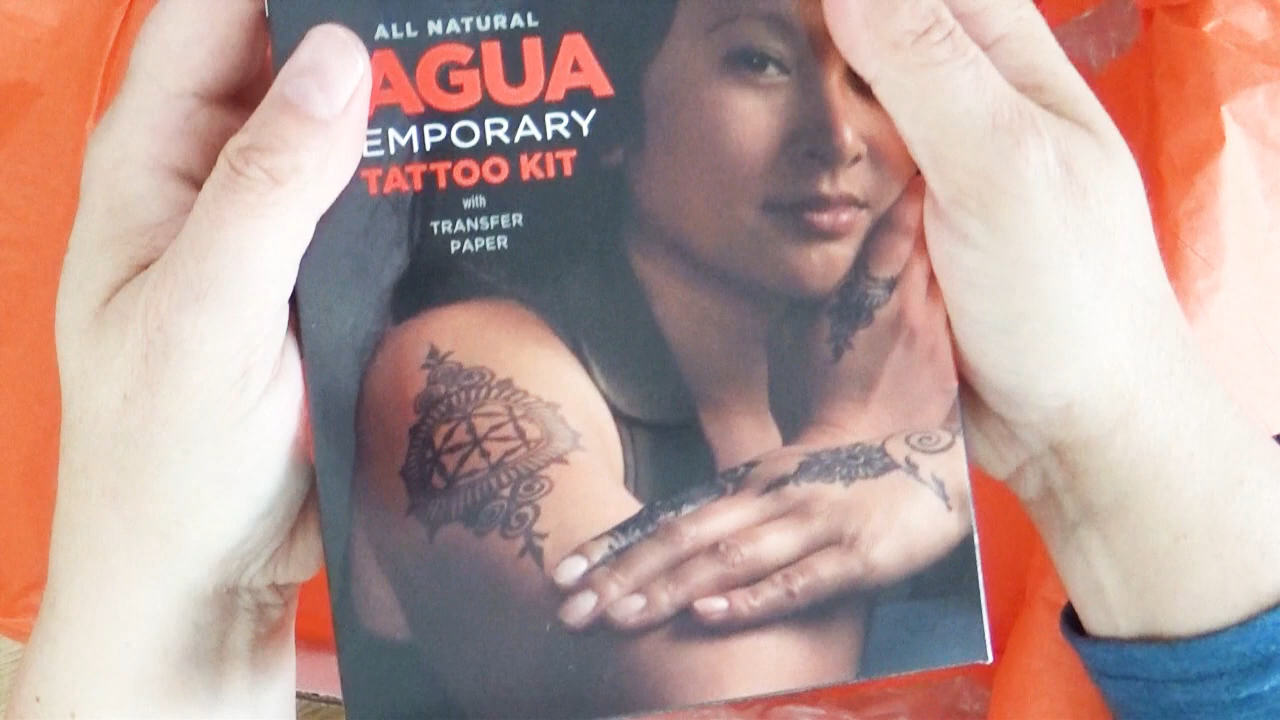 ALL NATURAL
AGUA
EMPORARY
TATTOO KIT
with
TRANSFER
PAPER